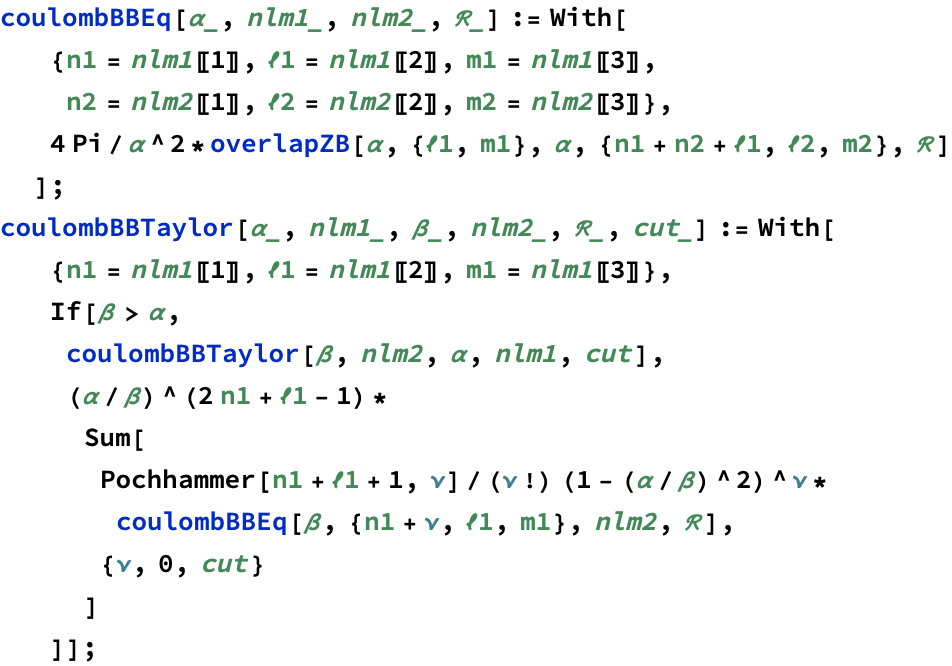 coulombBBEq[α_, nlm1_, nlm2_, ℛ_] := With[
{n1 = nlm1〚1〛, ℓ1 = nlm1〚2〛, m1 = nlm1〚3〛,
n2 = nlm2〚1〛, ℓ2 = nlm2〚2〛, m2 = nlm2〚3〛},
4 Pi / α ^ 2 * overlapZB[α, {ℓ1, m1}, α, {n1 + n2 + ℓ1, ℓ2, m2}, ℛ]
];
coulombBBTaylor[α_, nlm1_, β_, nlm2_, ℛ_, cut_] := With[
{n1 = nlm1〚1〛, ℓ1 = nlm1〚2〛, m1 = nlm1〚3〛},
If[β > α,
coulombBBTaylor[β, nlm2, α, nlm1, cut],
(α / β) ^ (2 n1 + ℓ1 - 1) *
Sum[
Pochhammer[n1 + ℓ1 + 1, ν] / (ν !) (1 - (α / β) ^ 2) ^ ν *
coulombBBEq[β, {n1 + ν, ℓ1, m1}, nlm2, ℛ],
{ν, 0, cut}
]
]];